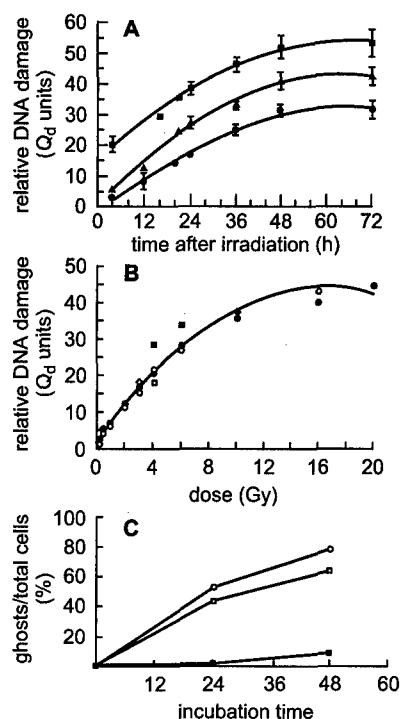 A
relative DNA damage
(Qd units)
60
50
40
30
20
10
0
0 12 24 36 48 60 72
time after irradiation (h)
B
relative DNA damage
(Qd units)
50
40
30
20
10
0
0 4 8 12 16 20
dose (Gy)
C
ghosts/total cells
(%)
100
80
60
40
20
12 24 36 48 60
incubation time